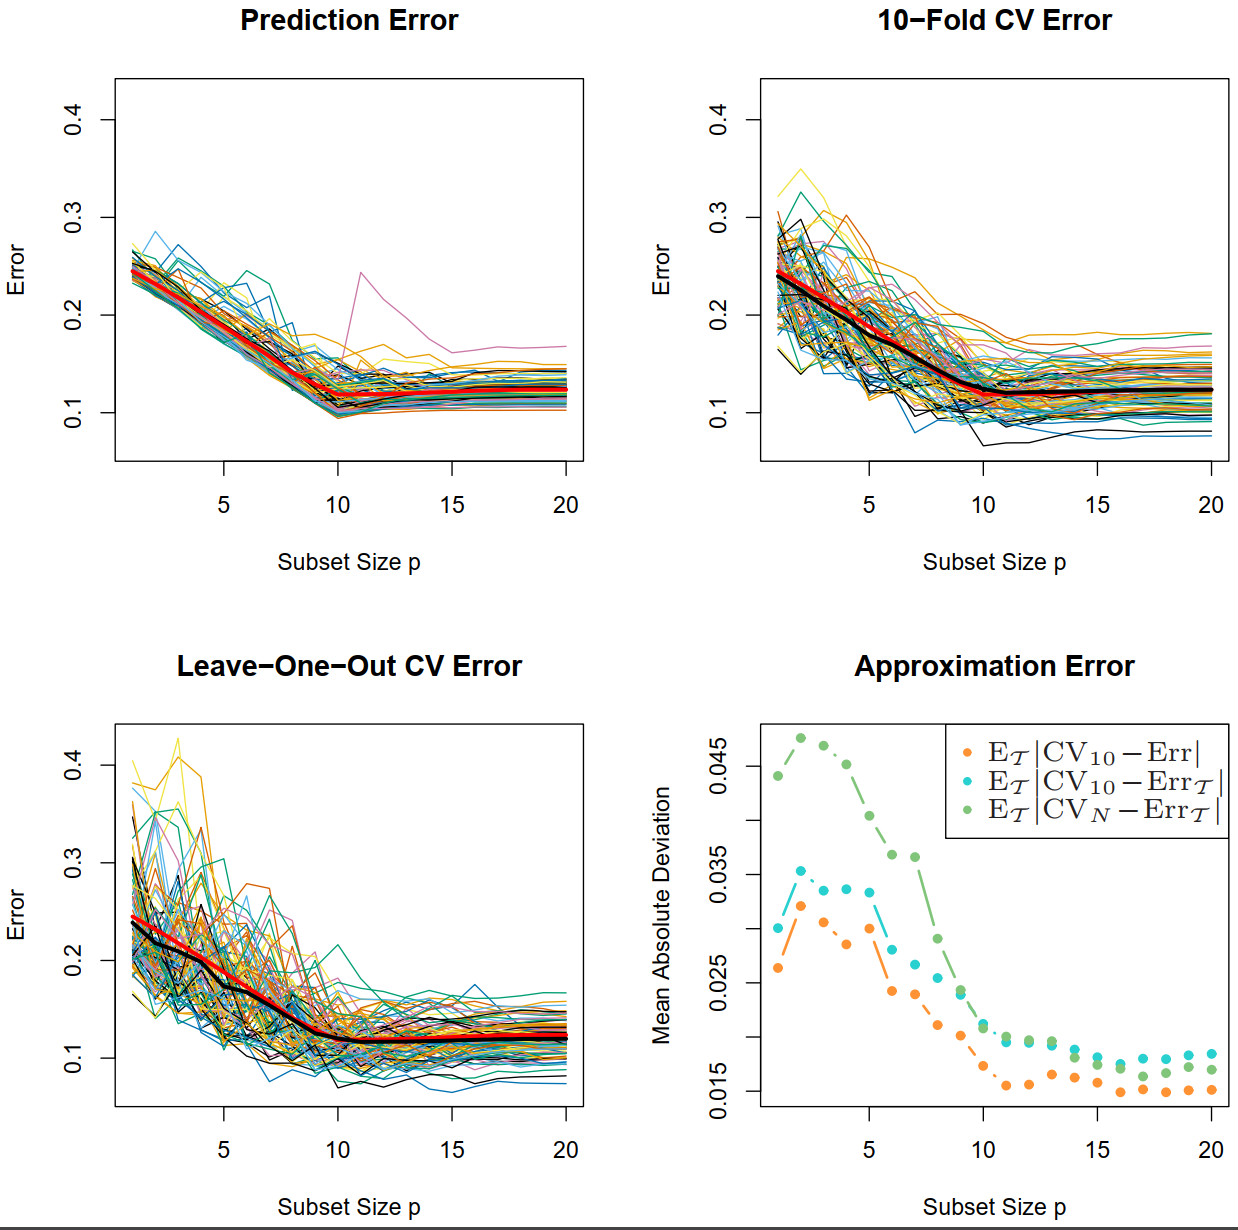 Prediction Error
Error
0.1 0.2 0.3 0.4
5 10 15 20
Subset Size p
10−Fold CV Error
Error
0.1 0.2 0.3 0.4
5 10 15 20
Subset Size p
Leave−One−Out CV Error
Error
0.1 0.2 0.3 0.4
5 10 15 20
Subset Size p
Approximation Error
Mean Absolute Deviation
0.015 0.025 0.035 0.045
E_𝒯|CV₁₀−Err|
E_𝒯|CV₁₀−Err_𝒯|
E_𝒯|CV_N−Err_𝒯|
5 10 15 20
Subset Size p